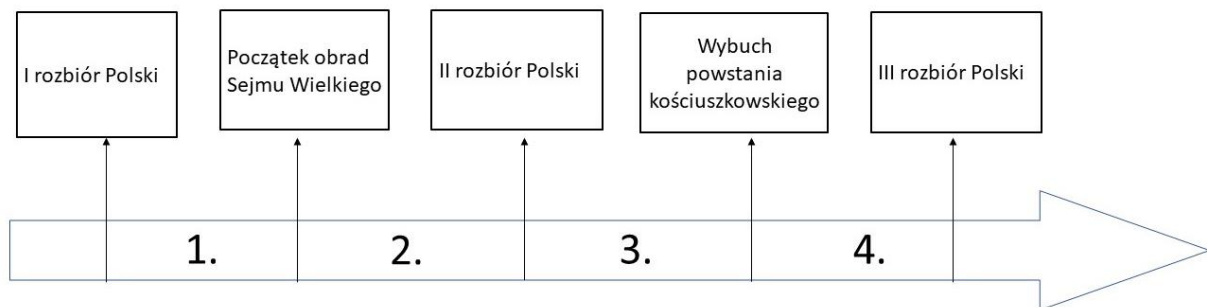 I rozbiór Polski
Początek obrad
Sejmu Wielkiego
II rozbiór Polski
Wybuch
powstania
kościuszkowskiego
III rozbiór Polski
1.
2.
3.
4.